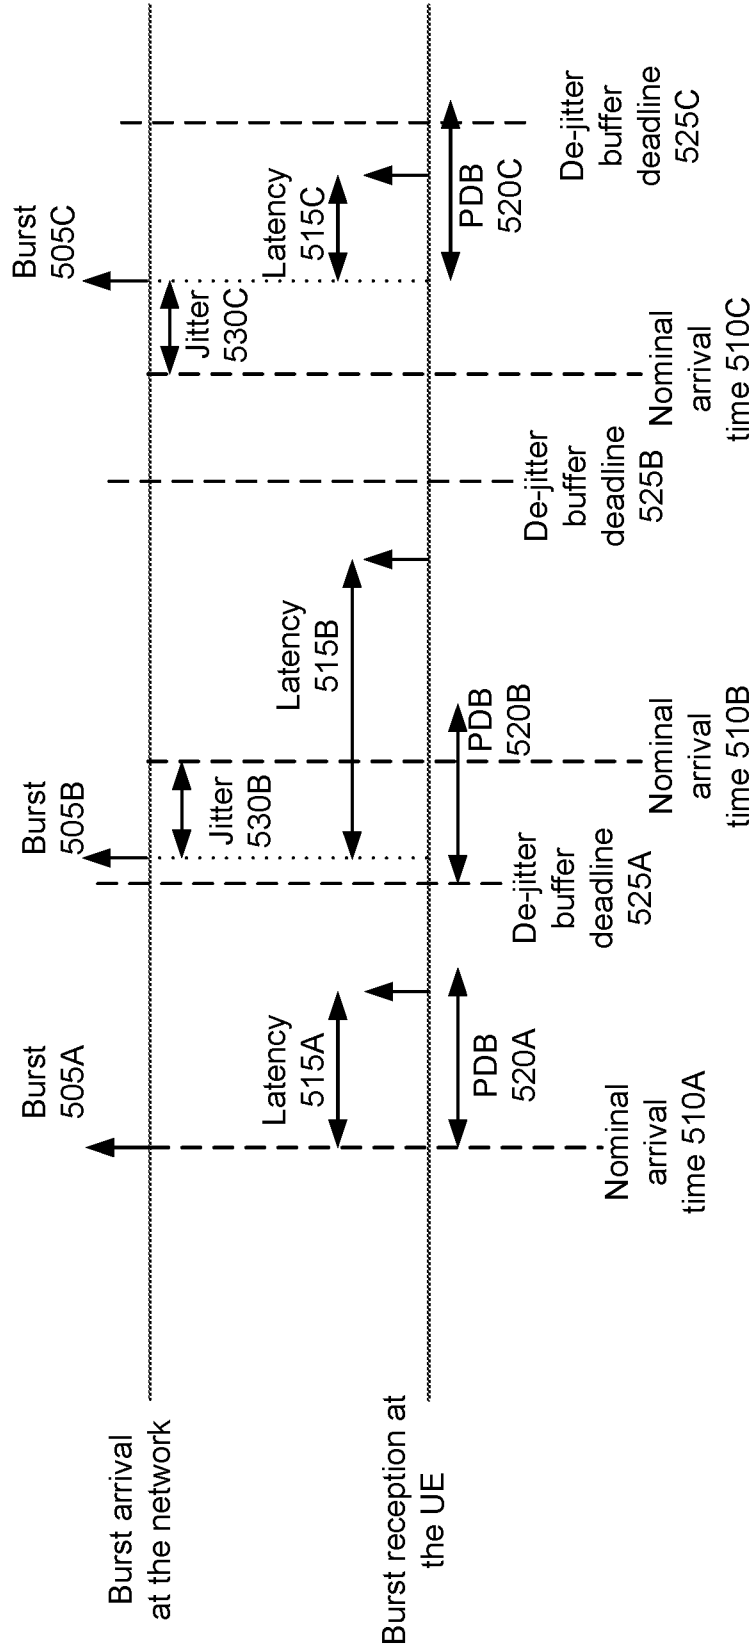 Burst
505A
Burst
505B
Burst
505C
Burst arrival
at the network
Jitter
530B
Jitter
530C
Latency
515A
Latency
515B
Latency
515C
Burst reception at
the UE
PDB
520A
PDB
520B
PDB
520C
De-jitter
buffer
deadline
525A
De-jitter
buffer
deadline
525B
De-jitter
buffer
deadline
525C
Nominal
arrival
time 510A
Nominal
arrival
time 510B
Nominal
arrival
time 510C